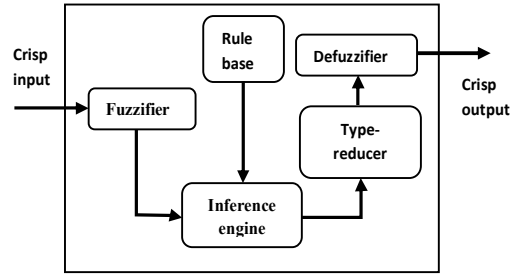 Crisp
input
Fuzzifier
Rule
base
Defuzzifier
Crisp
output
Type-
reducer
Inference
engine